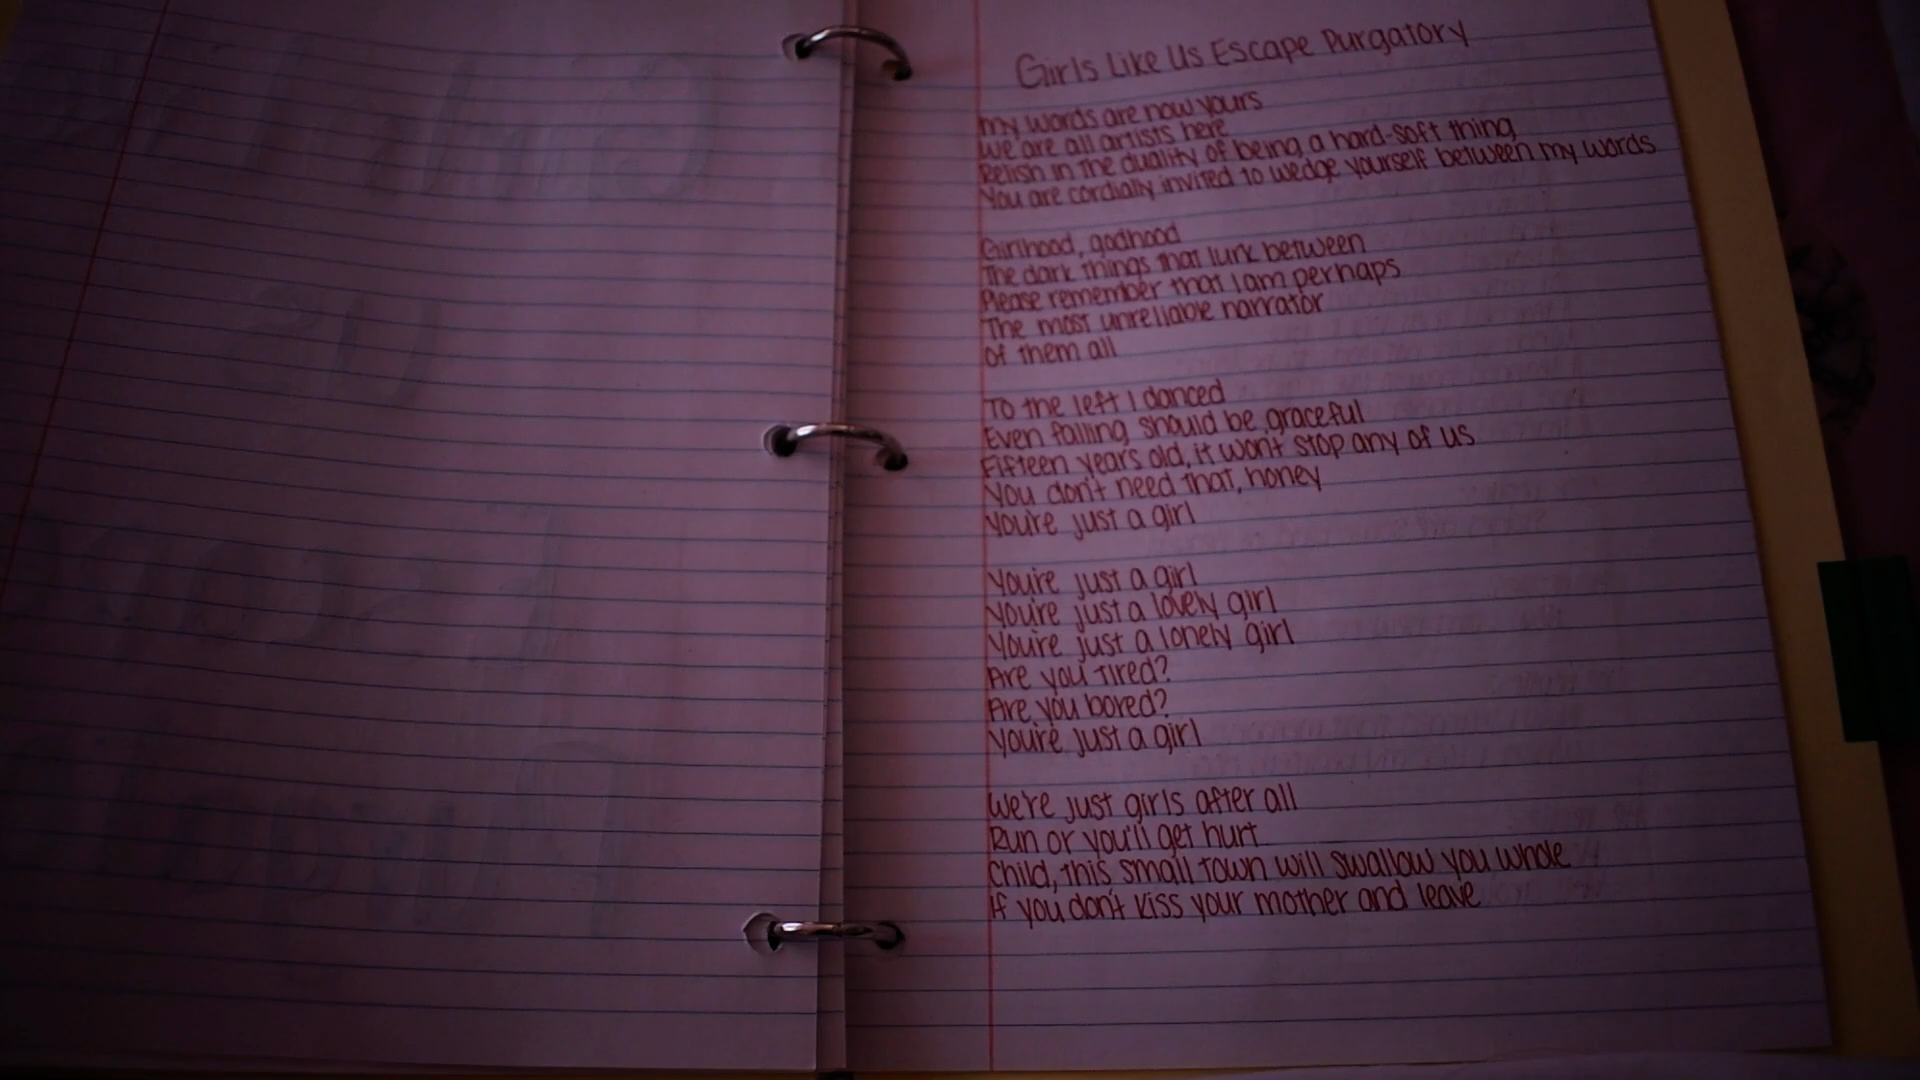 Girls Like Us Escape Purgatory
My words are now yours
We are all artists here
Relish in the duality of being a hard-soft thing
You are cordially invited to wedge yourself between my words
Girlhood, godhood
The dark things that lurk between
Please remember that I am perhaps
The most unreliable narrator
Of them all
To the left I danced
Even falling should be graceful
Fifteen years old, it won't stop any of us
You don't need that, honey
You're just a girl
You're just a girl
You're just a lovely girl
You're just a lonely girl
Are you tired?
Are you bored?
You're just a girl
We're just girls after all
Run or you'll get hurt
Child, this small town will swallow you whole
If you don't kiss your mother and leave